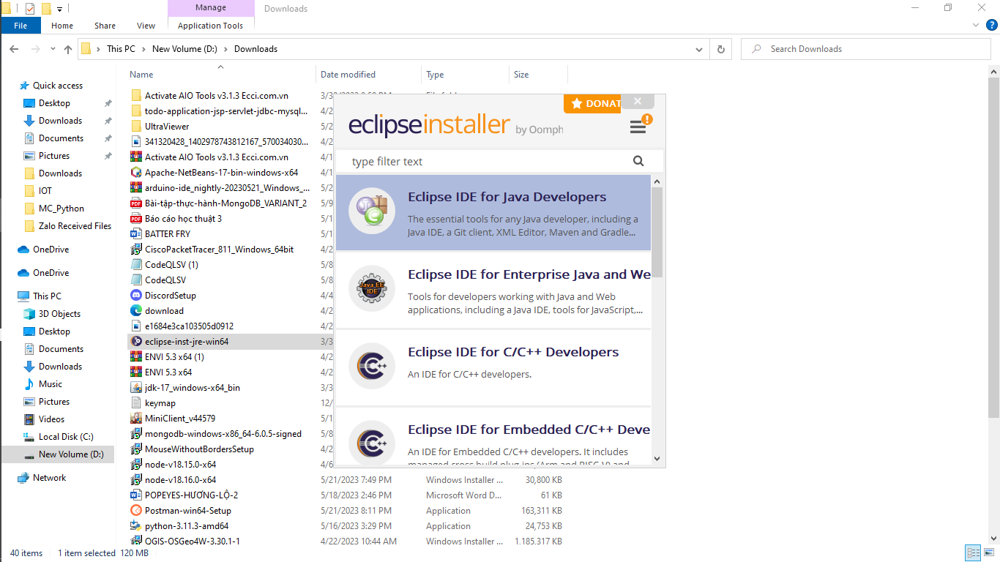 Manage
Downloads
File
Home
Share
View
Application Tools
This PC
New Volume (D:)
Downloads
Search Downloads
Name
Date modified
Type
Size
Quick access
Desktop
Downloads
Documents
Pictures
Downloads
IOT
MC_Python
Zalo Received Files
OneDrive
OneDrive
This PC
3D Objects
Desktop
Documents
Downloads
Music
Pictures
Videos
Local Disk (C:)
New Volume (D:)
Network
Activate AIO Tools v3.1.3 Ecci.com.vn
todo-application-jsp-servlet-jdbc-mysql... 4/2
UltraViewer 5/2
341320428_1402978743812167_570034030... 4/2
Activate AIO Tools v3.1.3 Ecci.com.vn 4/1
Apache-NetBeans-17-bin-windows-x64 4/1
arduino-ide_nightly-20230521_Windows_... 5/2
Bài-tập-thực-hành-MongoDB_VARIANT_2 5/9
Báo cáo học thuật 3 5/1
BATTER FRY 5/1
CiscoPacketTracer_811_Windows_64bit 4/2
CodeQLSV (1) 5/8
CodeQLSV 5/8
DiscordSetup 4/4
download 4/2
e1684e3ca103505d0912 4/2
eclipse-inst-jre-win64 3/3
ENVI 5.3 x64 (1) 4/2
ENVI 5.3 x64 4/2
jdk-17_windows-x64_bin 3/3
keymap 12/
MiniClient_v44579 5/1
mongodb-windows-x86_64-6.0.5-signed 5/8
MouseWithoutBordersSetup 4/2
node-v18.15.0-x64 4/6
node-v18.16.0-x64 5/21/2023 7:49 PM Windows Installer ... 30,800 KB
POPEYES-HƯƠNG-LỘ-2 5/18/2023 2:46 PM Microsoft Word D... 61 KB
Postman-win64-Setup 5/21/2023 8:11 PM Application 163,311 KB
python-3.11.3-amd64 5/16/2023 3:29 PM Application 24,753 KB
QGIS-OSGeo4W-3.30.1-1 4/22/2023 10:44 AM Windows Installer ... 1.185.317 KB
DONAT
eclipseinstaller by Oomph
type filter text
Eclipse IDE for Java Developers
The essential tools for any Java developer, including a
Java IDE, a Git client, XML Editor, Maven and Gradle...
Java EE
IDE
Eclipse IDE for Enterprise Java and We
Tools for developers working with Java and Web
applications, including a Java IDE, tools for JavaScript,...
Eclipse IDE for C/C++ Developers
An IDE for C/C++ developers.
Eclipse IDE for Embedded C/C++ Deve
An IDE for Embedded C/C++ developers. It includes
managed cross build plug-ins (Arm and RISC-V) and
40 items
1 item selected 120 MB